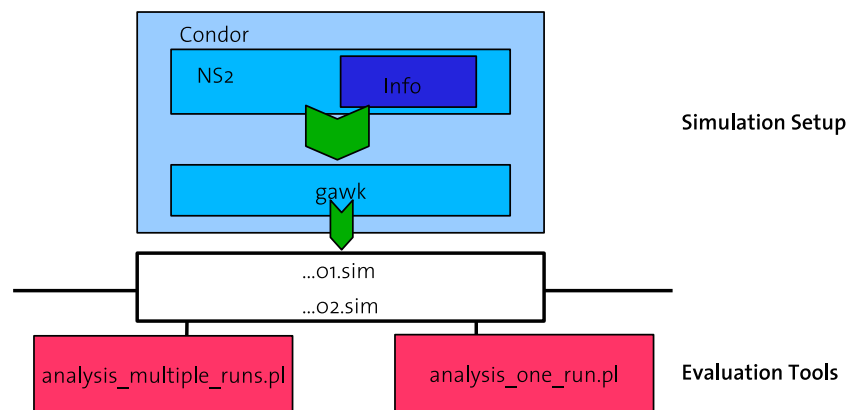 Condor
NS2
Info
Simulation Setup
gawk
...01.sim
...02.sim
analysis_multiple_runs.pl
analysis_one_run.pl
Evaluation Tools